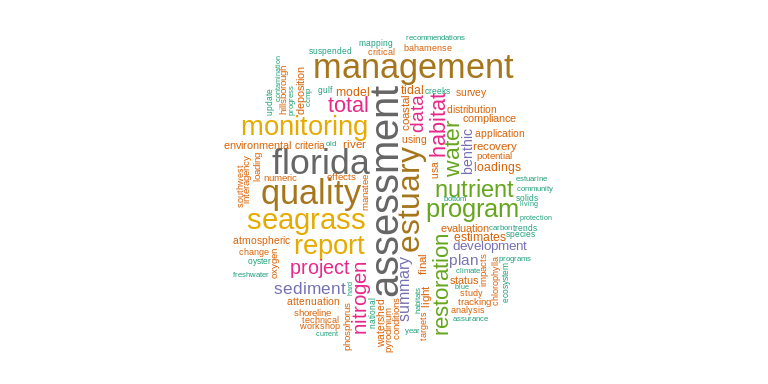 recommendations
mapping
bahamense
suspended
critical
management
contamination
hillsborough
progress
deposition
comp
update
gulf
model
tidal
creeks
survey
total
coastal
data
habitat
distribution
compliance
monitoring
assessment
using
water
benthic
application
environmental
criteria
old
river
recovery
potential
florida
estuary
usa
loadings
southwest
interagency
loading
numeric
effects
manatee
quality
nutrient
estuarine
community
solids
bottom
program
living
seagrass
protection
evaluation
carbon
trends
species
estimates
atmospheric
report
restoration
development
change
oyster
oxygen
project
nitrogen
summary
final
plan
climate
programs
freshwater
status
impacts
chlorophylla
ecosystem
sediment
hard
light
habitats
blue
study
attenuation
tracking
shoreline
analysis
technical
workshop
current
phosphorus
national
watershed
pyrodinium
conditions
year
targets
assurance